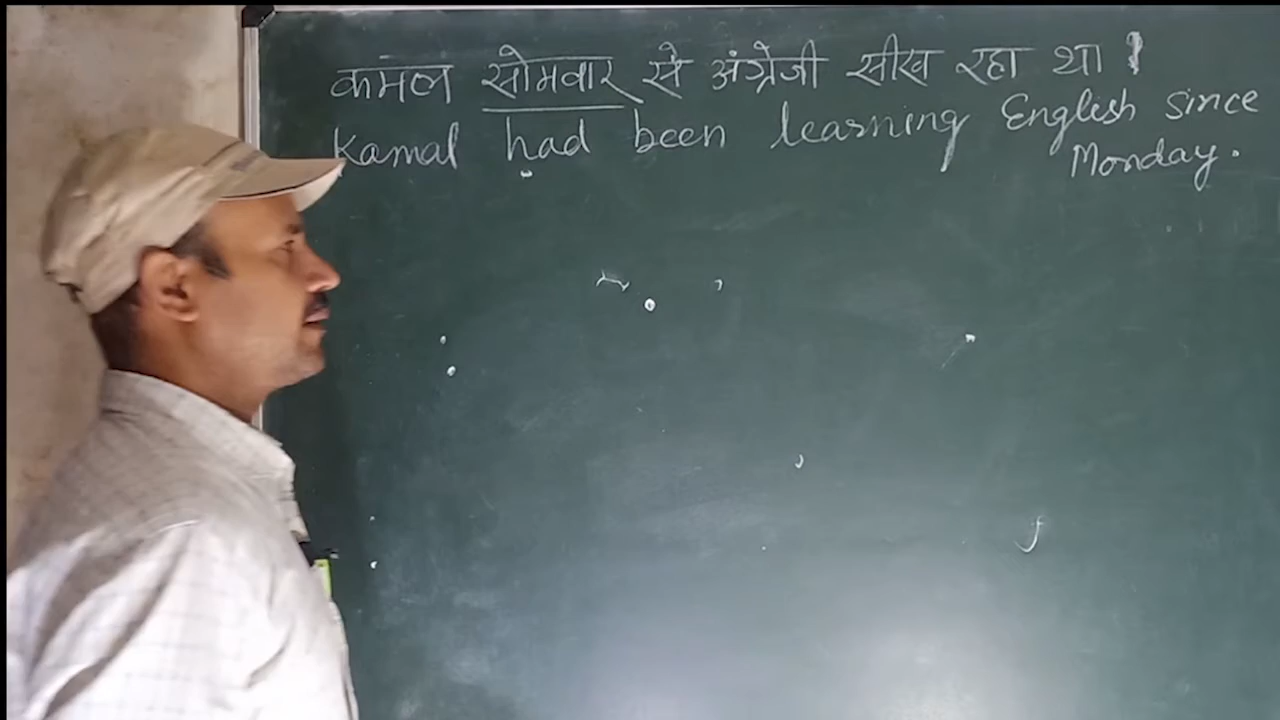 कमल सोमवार से अंग्रेजी सीख रहा था।
Kamal had been learning English since
Monday.